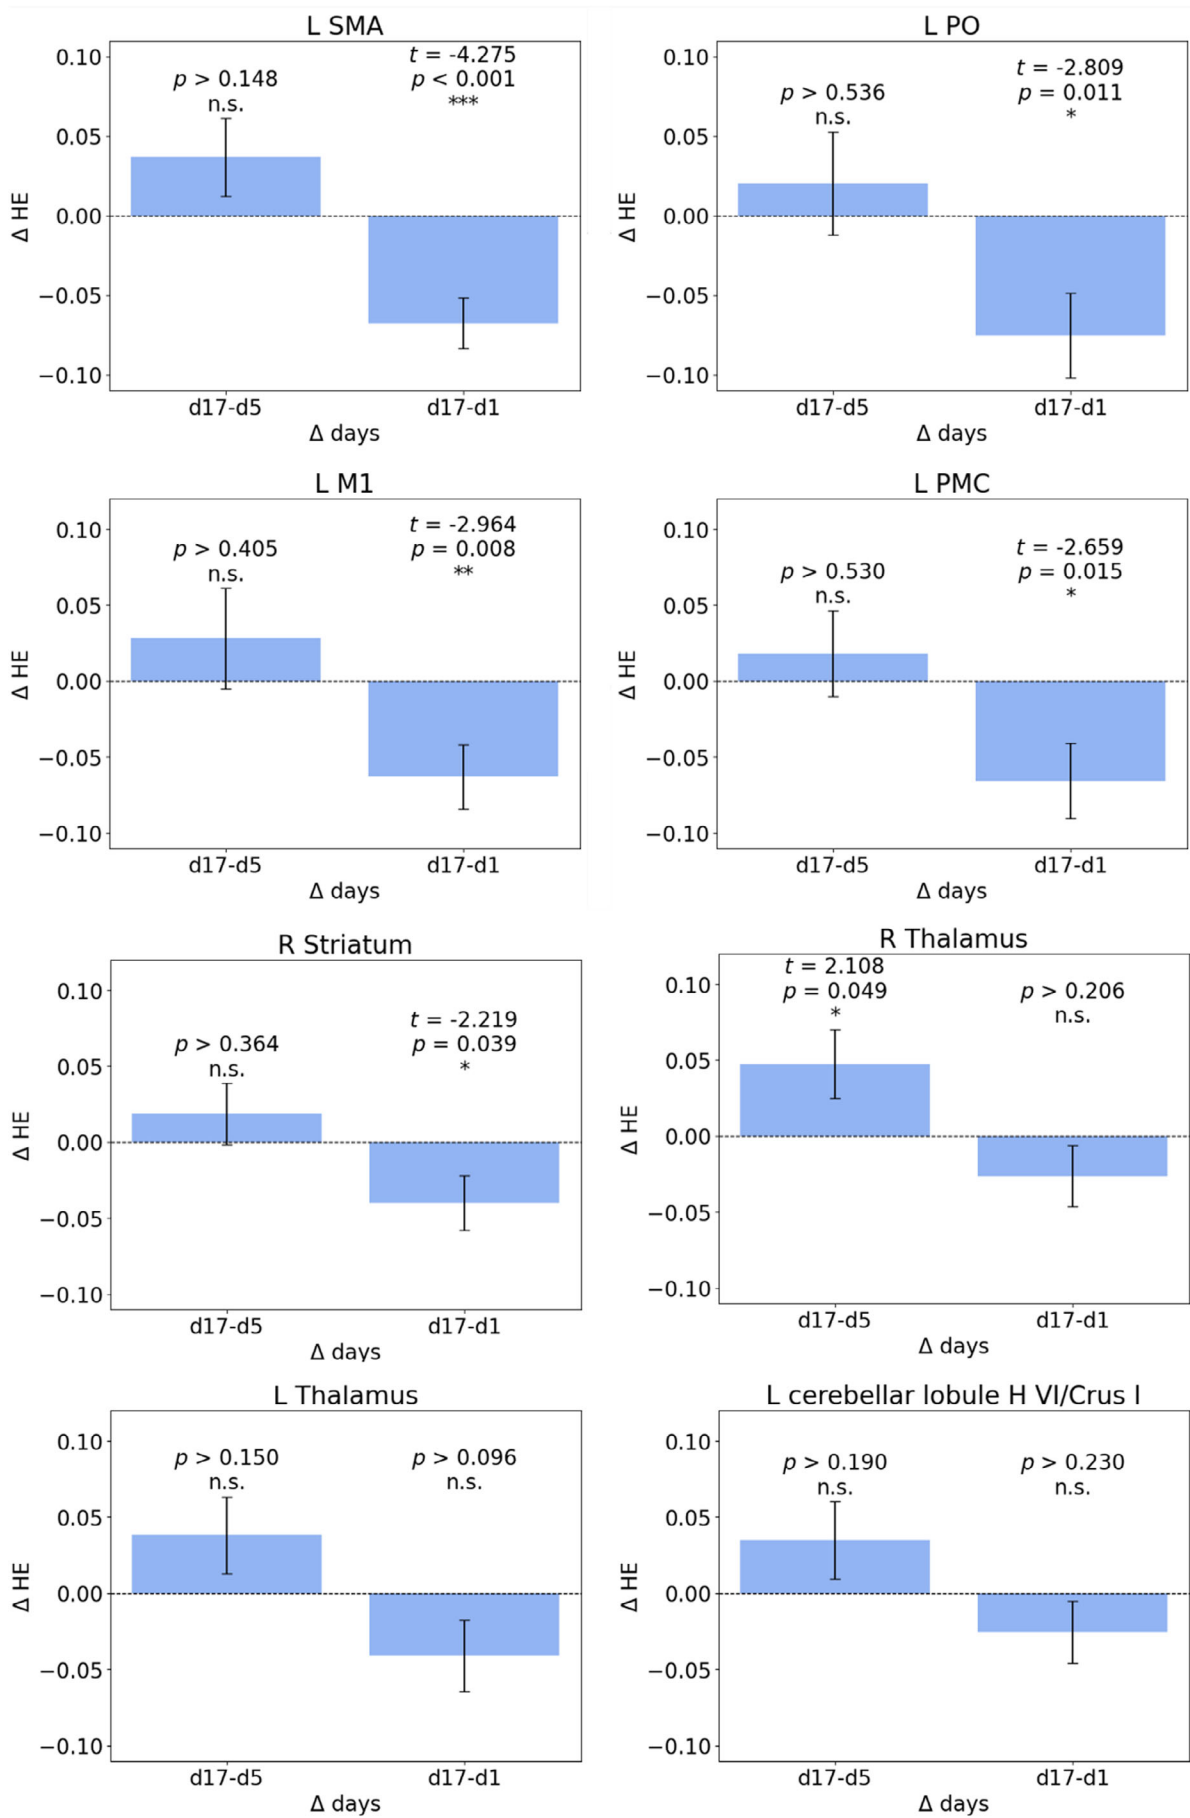 L SMA
0.10
0.05
0.00
−0.05
−0.10
Δ HE
p > 0.148
n.s.
t = -4.275
p < 0.001
***
d17-d5
d17-d1
Δ days
L PO
0.10
0.05
0.00
−0.05
−0.10
Δ HE
p > 0.536
n.s.
t = -2.809
p = 0.011
*
d17-d5
d17-d1
Δ days
L M1
0.10
0.05
0.00
−0.05
−0.10
Δ HE
p > 0.405
n.s.
t = -2.964
p = 0.008
**
d17-d5
d17-d1
Δ days
L PMC
0.10
0.05
0.00
−0.05
−0.10
Δ HE
p > 0.530
n.s.
t = -2.659
p = 0.015
*
d17-d5
d17-d1
Δ days
R Striatum
0.10
0.05
0.00
−0.05
−0.10
Δ HE
p > 0.364
n.s.
t = -2.219
p = 0.039
*
d17-d5
d17-d1
Δ days
R Thalamus
0.10
0.05
0.00
−0.05
−0.10
Δ HE
t = 2.108
p = 0.049
*
p > 0.206
n.s.
d17-d5
d17-d1
Δ days
L Thalamus
0.10
0.05
0.00
−0.05
−0.10
Δ HE
p > 0.150
n.s.
p > 0.096
n.s.
d17-d5
d17-d1
Δ days
L cerebellar lobule H VI/Crus I
0.10
0.05
0.00
−0.05
−0.10
Δ HE
p > 0.190
n.s.
p > 0.230
n.s.
d17-d5
d17-d1
Δ days